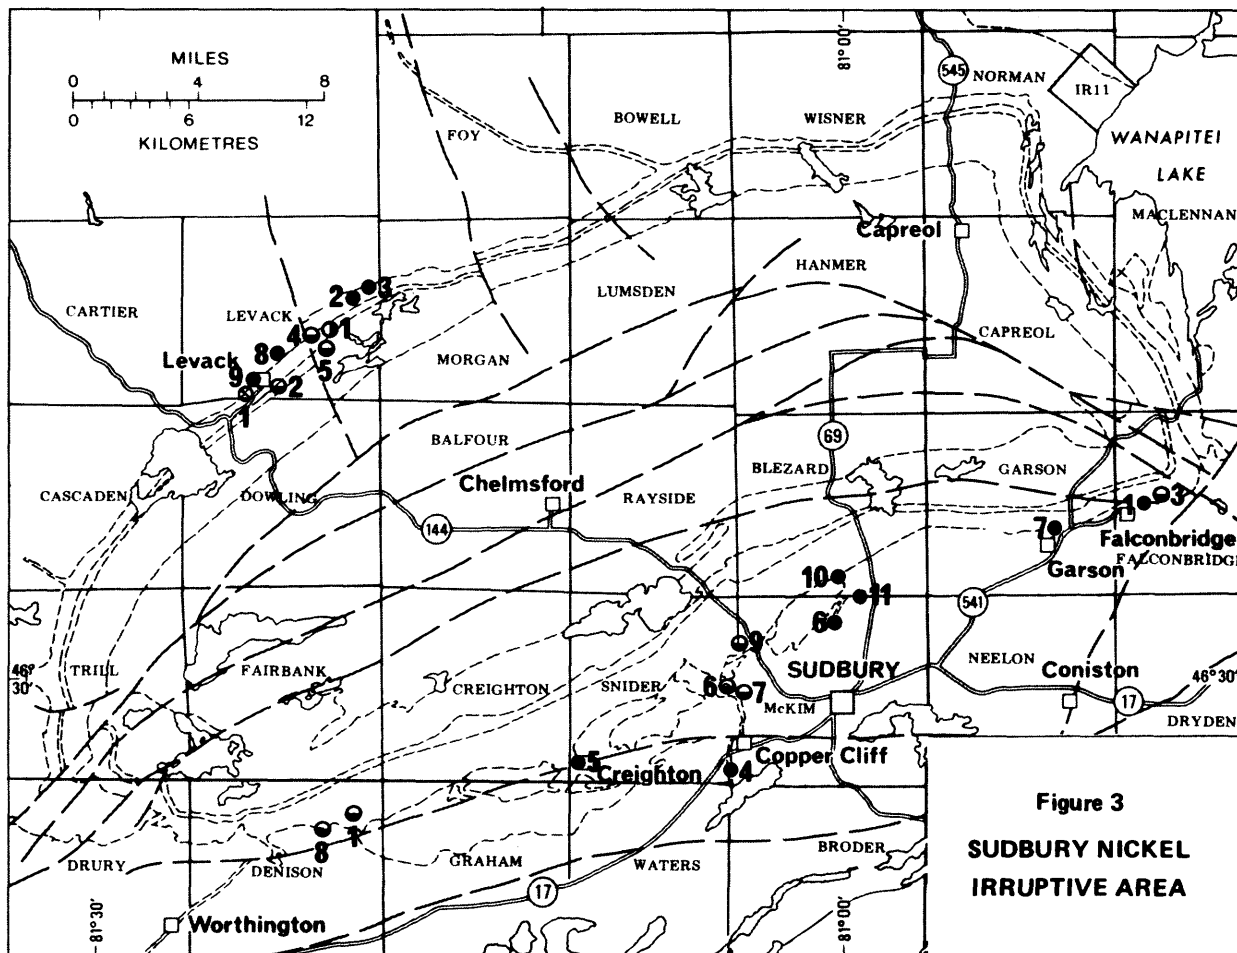 MILES
0 4 8
0 6 12
KILOMETRES
81°00'
545
NORMAN
IR11
WANAPITEI
LAKE
FOY
BOWELL
WISNER
MACLENNAN
Capreol
HANMER
CARTIER
LEVACK
2
3
LUMSDEN
CAPREOL
4
1
8
5
MORGAN
Levack
9
2
1
69
BALFOUR
BLEZARD
GARSON
CASCADEN
DOWLING
Chelmsford
RAYSIDE
144
1
3
7
Falconbridge
FALCONBRIDGE
Garson
10
11
541
6
9
46°
30'
TRILL
FAIRBANK
CREIGHTON
SNIDER
SUDBURY
NEELON
Coniston
46°30'
6
7
McKIM
17
DRYDEN
5
Creighton
Copper Cliff
4
Figure 3
SUDBURY NICKEL
IRRUPTIVE AREA
8
1
DRURY
DENISON
GRAHAM
WATERS
BRODER
17
81°30'
Worthington
81°00'